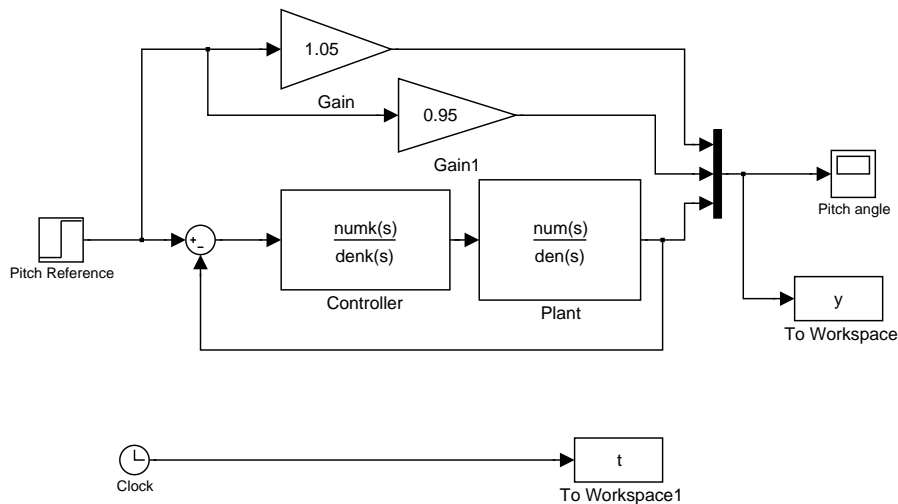 1.05
Gain
0.95
Gain1
Pitch angle
Pitch Reference
+
−
numk(s)
denk(s)
Controller
num(s)
den(s)
Plant
y
To Workspace
Clock
t
To Workspace1